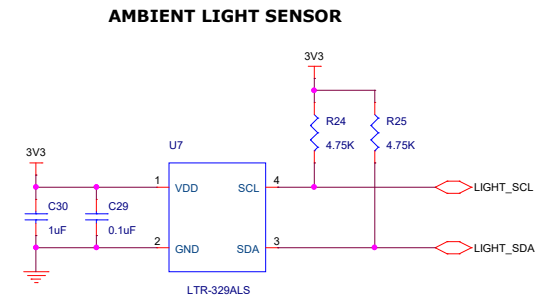 AMBIENT LIGHT SENSOR
3V3
R24
R25
4.75K
4.75K
U7
3V3
1
VDD
SCL
4
LIGHT_SCL
C30
C29
1uF
0.1uF
2
GND
SDA
3
LIGHT_SDA
LTR-329ALS